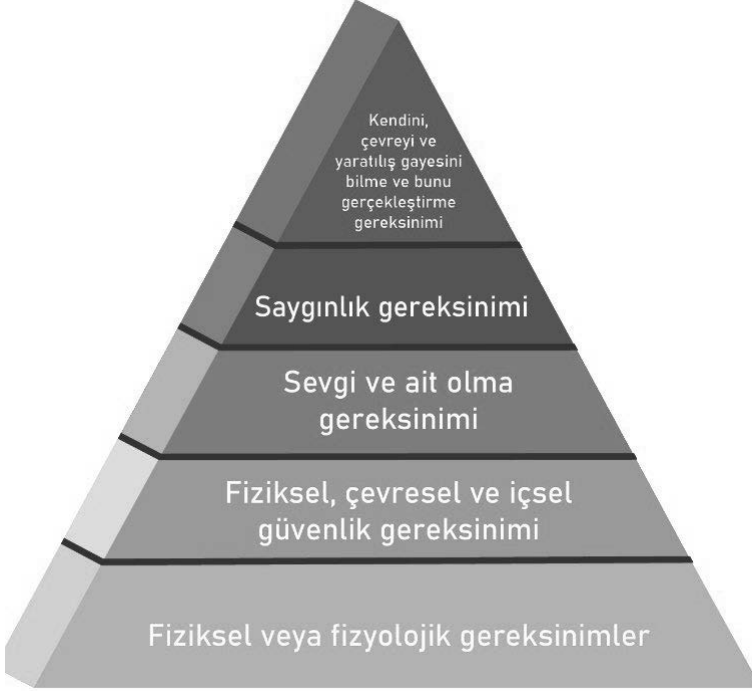 Kendini,
çevreyi ve
yaratılış gayesini
bilme ve bunu
gerçekleştirme
gereksinimi
Saygınlık gereksinimi
Sevgi ve ait olma
gereksinimi
Fiziksel, çevresel ve içsel
güvenlik gereksinimi
Fiziksel veya fizyolojik gereksinimler